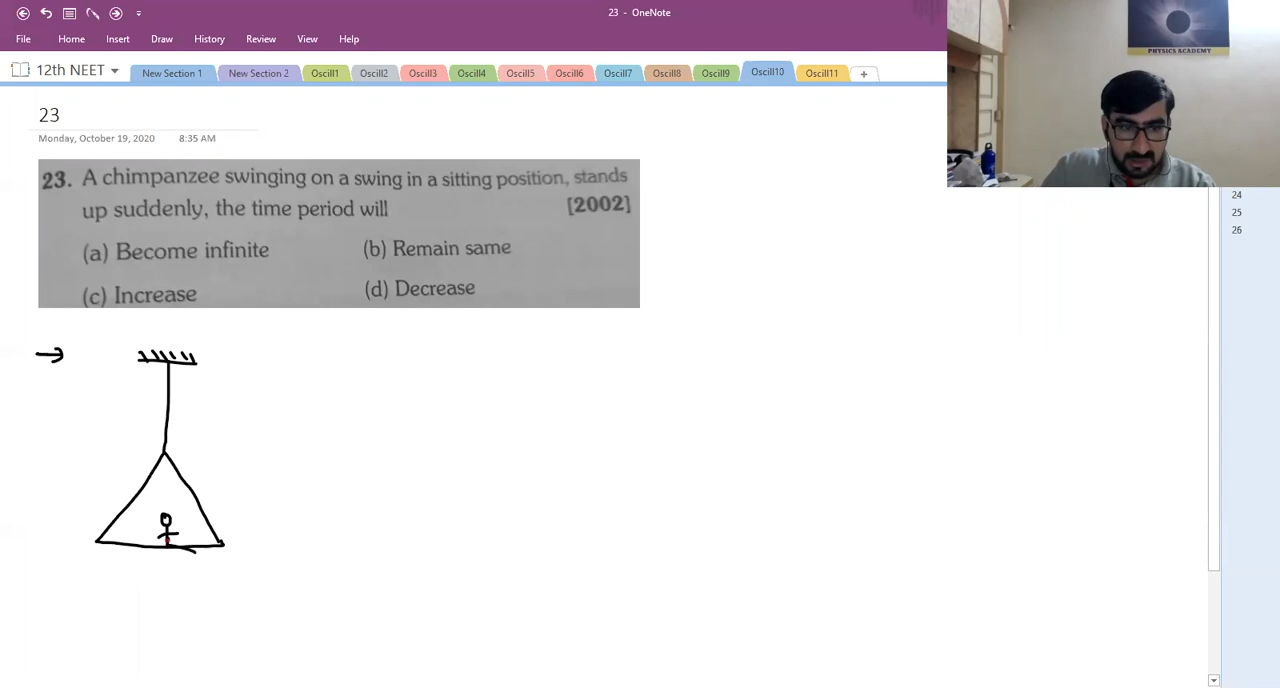 23 - OneNote
File Home Insert Draw History Review View Help
12th NEET New Section 1 New Section 2 Oscill1 Oscill2 Oscill3 Oscill4 Oscill5 Oscill6 Oscill7 Oscill8 Oscill9 Oscill10 Oscill11 +
PHYSICS ACADEMY
23
Monday, October 19, 2020 8:35 AM
23. A chimpanzee swinging on a swing in a sitting position, stands
up suddenly, the time period will [2002]
(a) Become infinite (b) Remain same
(c) Increase (d) Decrease
24
25
26